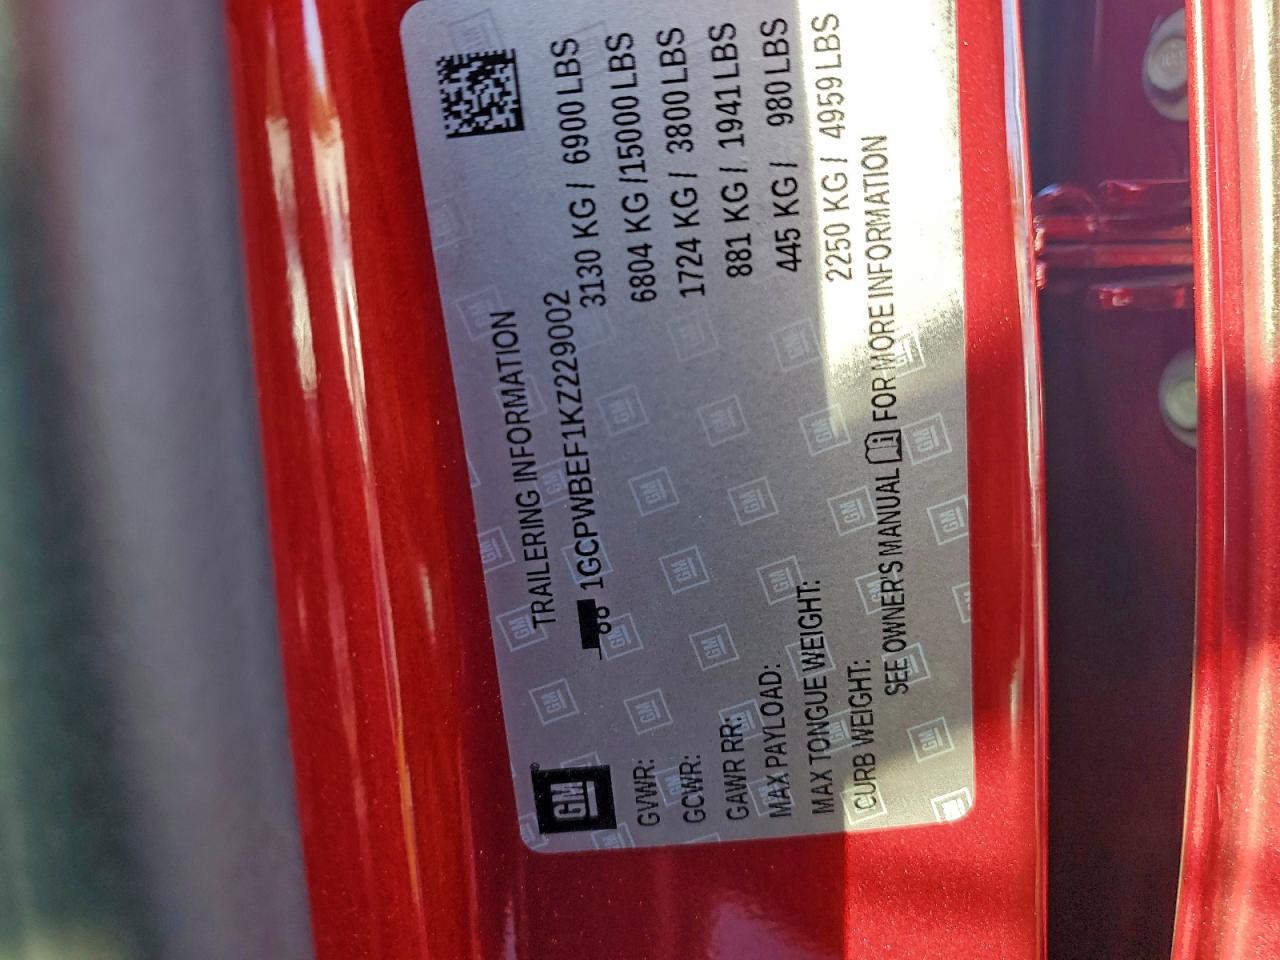 GM
TRAILERING INFORMATION
1GCPWBEF1KZ229002
GVWR: 3130 KG / 6900 LBS
GCWR: 6804 KG / 15000 LBS
GAWR RR: 1724 KG / 3800 LBS
MAX PAYLOAD: 881 KG / 1941 LBS
MAX TONGUE WEIGHT: 445 KG / 980 LBS
CURB WEIGHT: 2250 KG / 4959 LBS
SEE OWNER'S MANUAL FOR MORE INFORMATION